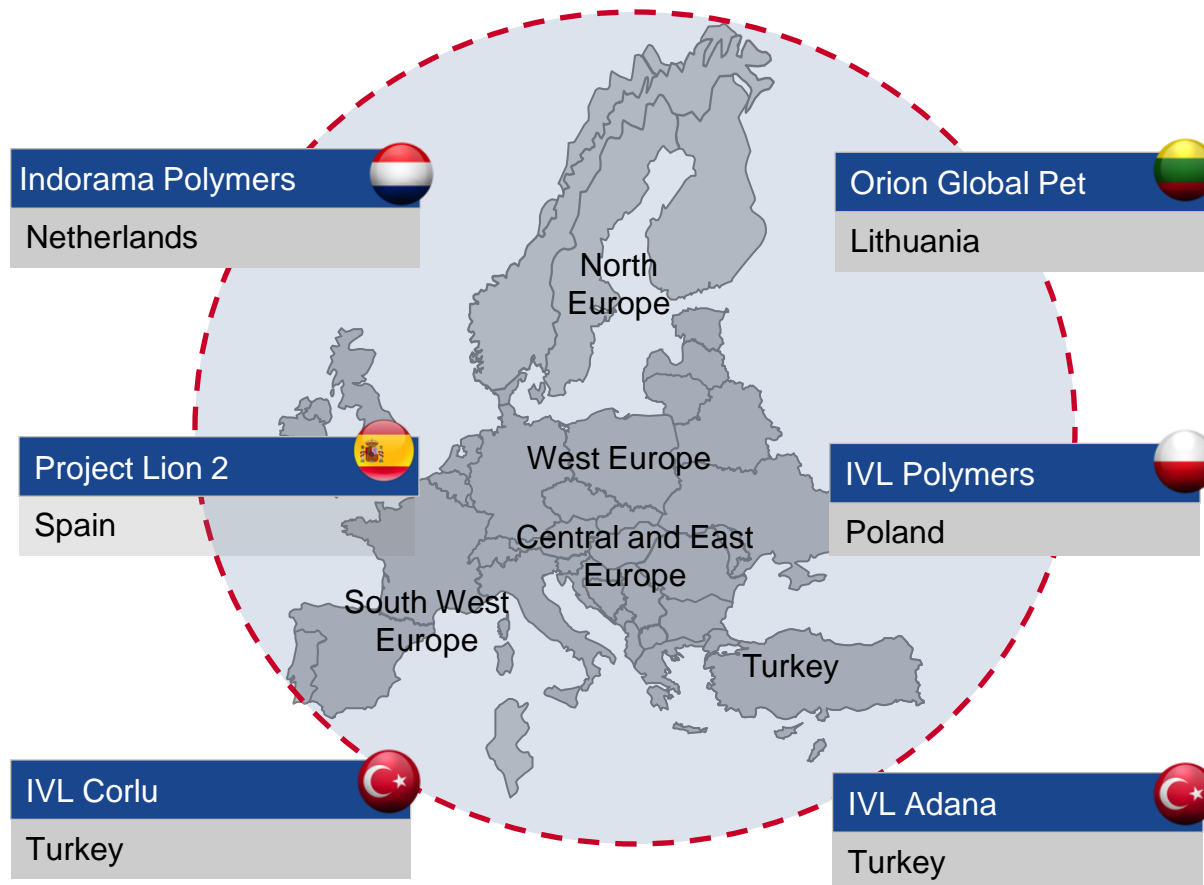 Indorama Polymers
Netherlands
Orion Global Pet
Lithuania
North
Europe
Project Lion 2
Spain
West Europe
IVL Polymers
Poland
Central and East
Europe
South West
Europe
Turkey
IVL Corlu
Turkey
IVL Adana
Turkey